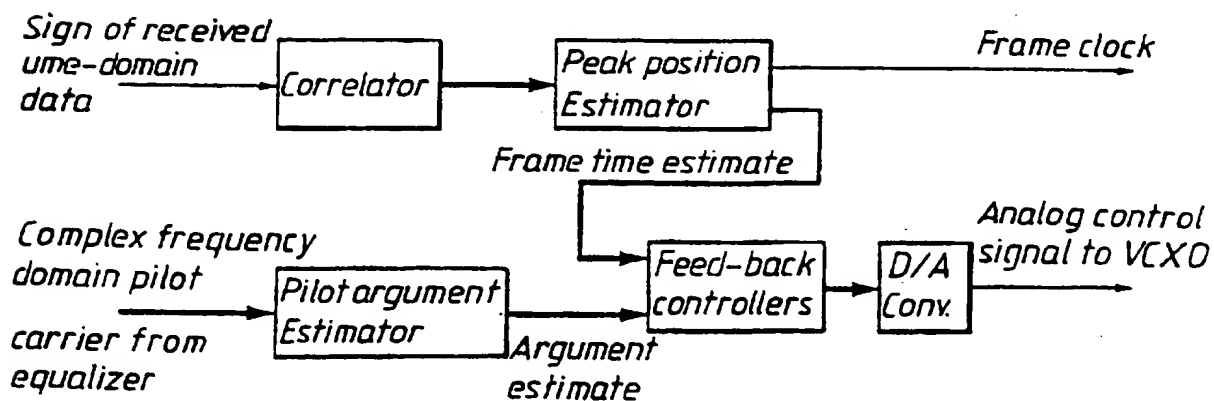 Sign of received
ume-domain
data
Correlator
Peak position
Estimator
Frame clock
Frame time estimate
Complex frequency
domain pilot
carrier from
equalizer
Pilot argument
Estimator
Argument
estimate
Feed-back
controllers
D/A
Conv.
Analog control
signal to VCXO